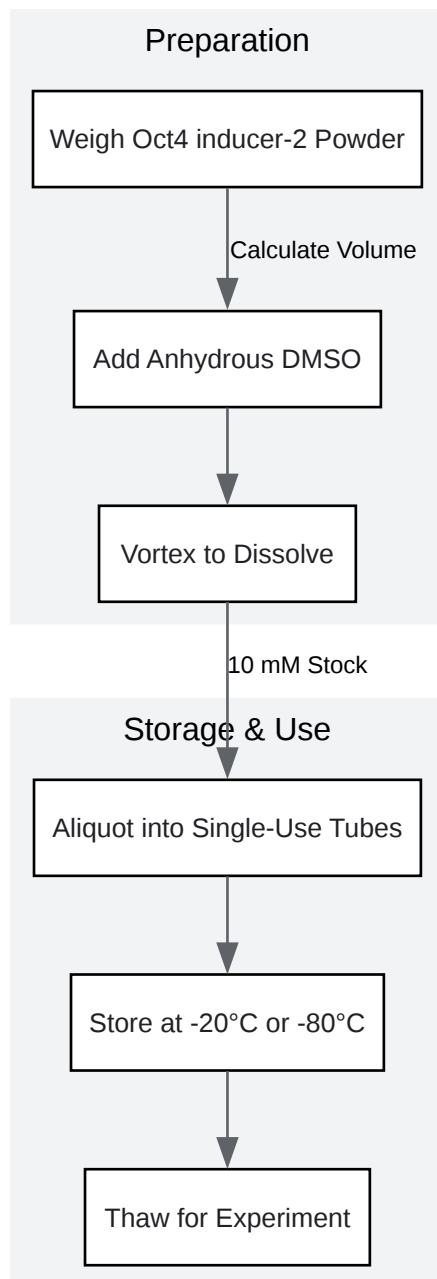 Preparation
Weigh Oct4 inducer-2 Powder
Calculate Volume
Add Anhydrous DMSO
Vortex to Dissolve
10 mM Stock
Storage & Use
Aliquot into Single-Use Tubes
Store at -20°C or -80°C
Thaw for Experiment